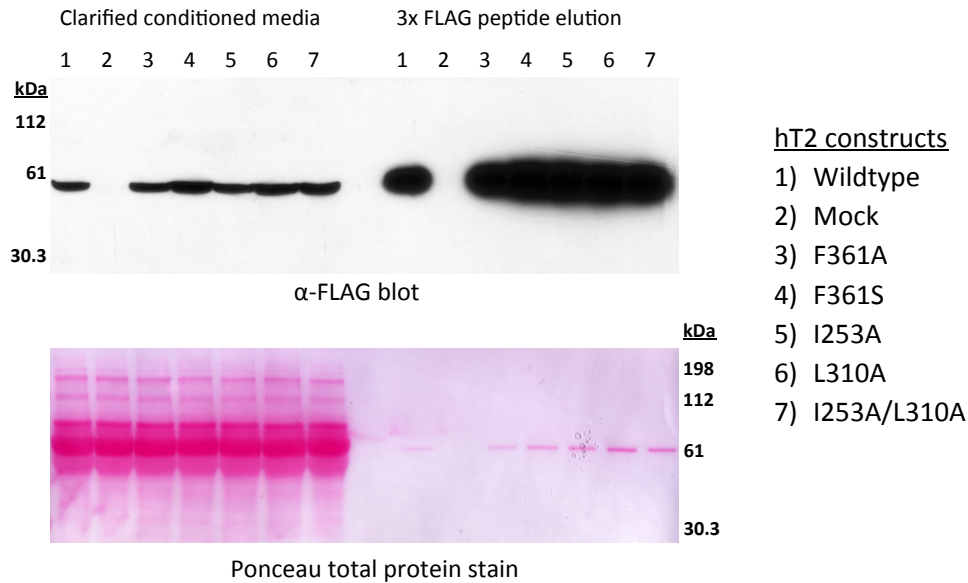 Clarified conditioned media
3x FLAG peptide elution
1 2 3 4 5 6 7
1 2 3 4 5 6 7
kDa
112
61
30.3
α-FLAG blot
kDa
198
112
61
30.3
Ponceau total protein stain
hT2 constructs
1) Wildtype
2) Mock
3) F361A
4) F361S
5) I253A
6) L310A
7) I253A/L310A